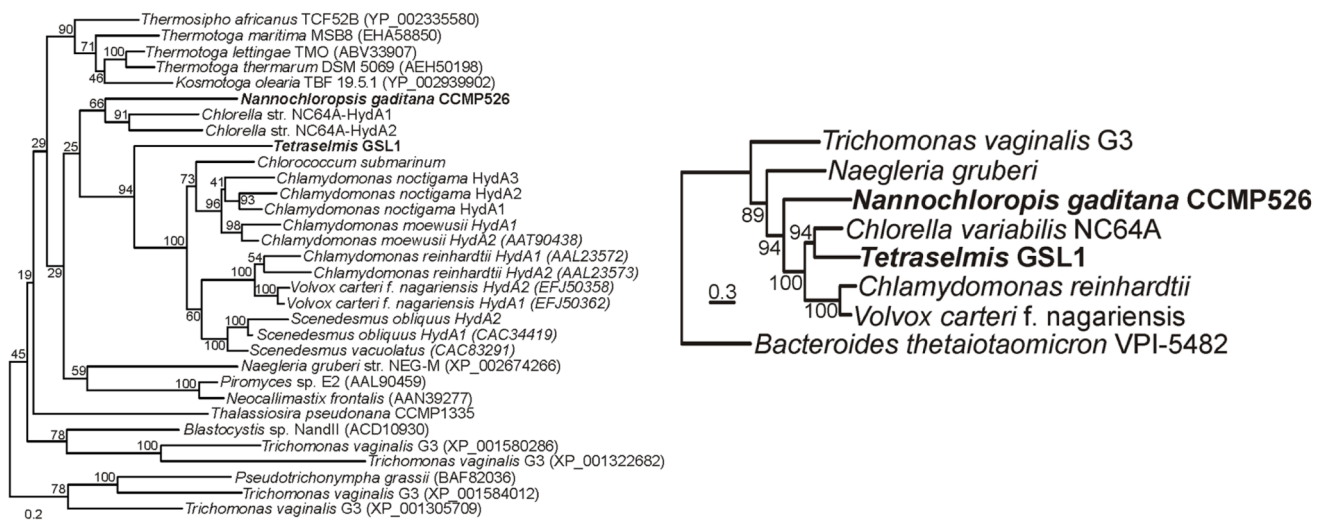 Thermosipho africanus TCF52B (YP_002335580)
90
Thermotoga maritima MSB8 (EHA58850)
71
Thermotoga lettingae TMO (ABV33907)
100
Thermotoga thermarum DSM 5069 (AEH50198)
46
Kosmotoga olearia TBF 19.5.1 (YP_002939902)
Nannochloropsis gaditana CCMP526
66
Chlorella str. NC64A-HydA1
91
Chlorella str. NC64A-HydA2
29
25
Tetraselmis GSL1
Chlorococcum submarinum
73
41
Chlamydomonas noctigama HydA3
94
Chlamydomonas noctigama HydA2
96
93
Chlamydomonas noctigama HydA1
98
Chlamydomonas moewusii HydA1
100
Chlamydomonas moewusii HydA2 (AAT90438)
54
Chlamydomonas reinhardtii HydA1 (AAL23572)
19
29
100
Chlamydomonas reinhardtii HydA2 (AAL23573)
100
Volvox carteri f. nagariensis HydA2 (EFJ50358)
Volvox carteri f. nagariensis HydA1 (EFJ50362)
60
100
Scenedesmus obliquus HydA2
Scenedesmus obliquus HydA1 (CAC34419)
100
Scenedesmus vacuolatus (CAC83291)
45
59
Naegleria gruberi str. NEG-M (XP_002674266)
100
Piromyces sp. E2 (AAL90459)
Neocallimastix frontalis (AAN39277)
Thalassiosira pseudonana CCMP1335
78
Blastocystis sp. NandII (ACD10930)
100
Trichomonas vaginalis G3 (XP_001580286)
Trichomonas vaginalis G3 (XP_001322682)
100
Pseudotrichonympha grassii (BAF82036)
78
Trichomonas vaginalis G3 (XP_001584012)
Trichomonas vaginalis G3 (XP_001305709)
0.2
Trichomonas vaginalis G3
Naegleria gruberi
89
Nannochloropis gaditana CCMP526
94
94
Chlorella variabilis NC64A
Tetraselmis GSL1
100
Chlamydomonas reinhardtii
0.3
100
Volvox carteri f. nagariensis
Bacteroides thetaiotaomicron VPI-5482